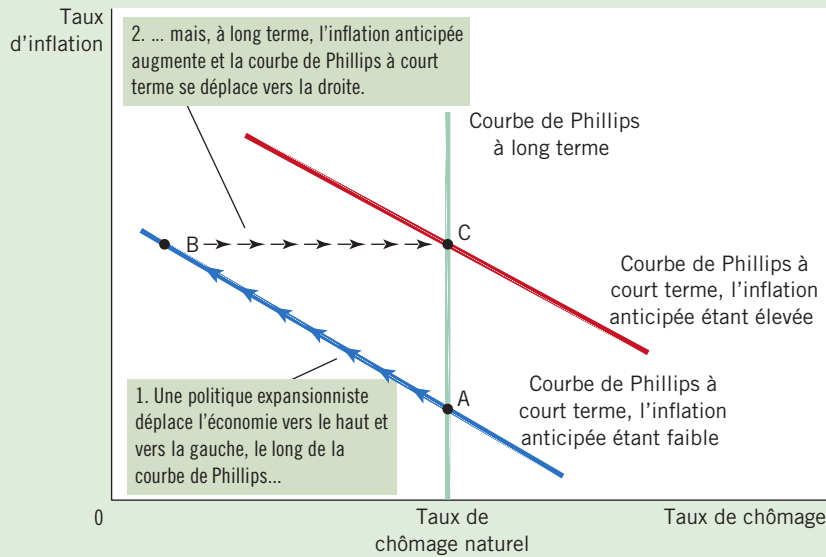 Taux
d'inflation
2. ... mais, à long terme, l'inflation anticipée
augmente et la courbe de Phillips à court
terme se déplace vers la droite.
Courbe de Phillips
à long terme
B
C
Courbe de Phillips à
court terme, l'inflation
anticipée étant élevée
1. Une politique expansionniste
déplace l'économie vers le haut et
vers la gauche, le long de la
courbe de Phillips...
A
Courbe de Phillips à
court terme, l'inflation
anticipée étant faible
0
Taux de
chômage naturel
Taux de chômage